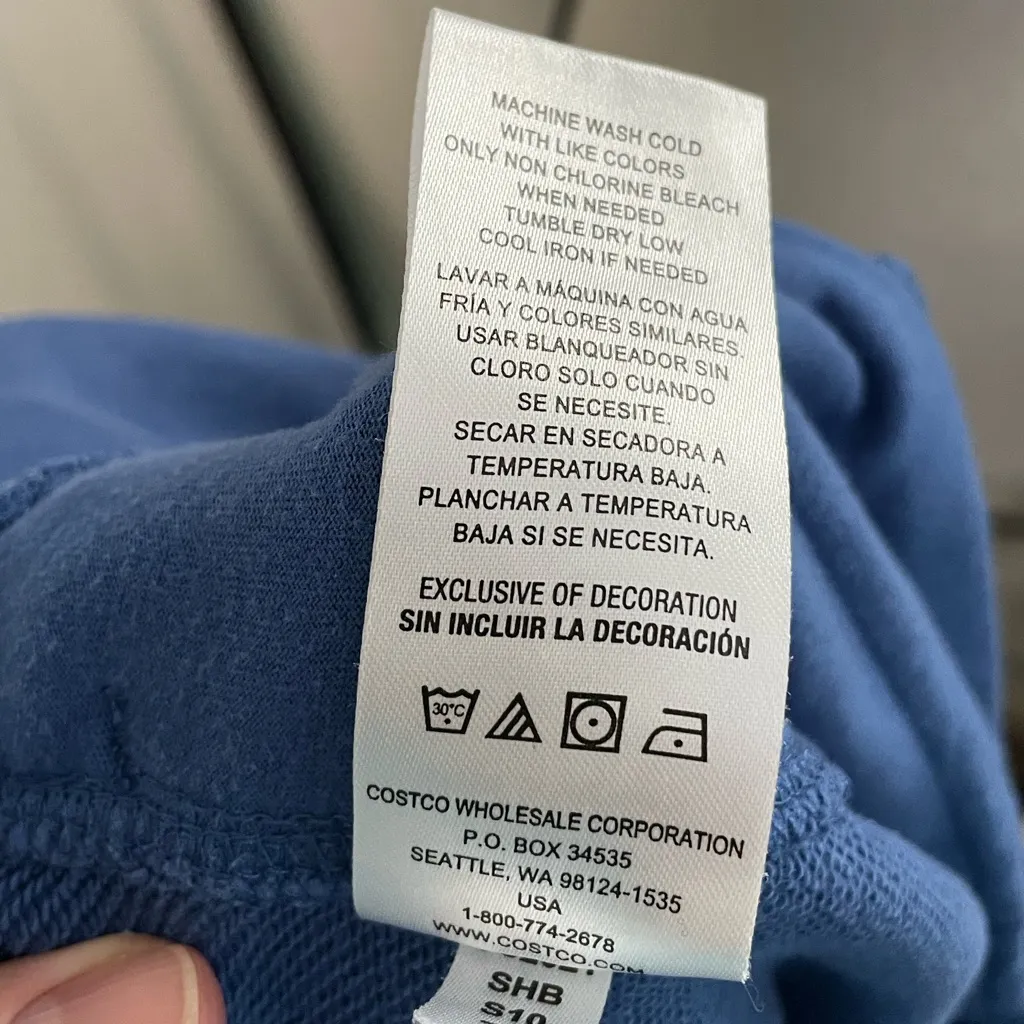 MACHINE WASH COLD
WITH LIKE COLORS
ONLY NON CHLORINE BLEACH
WHEN NEEDED
TUMBLE DRY LOW
COOL IRON IF NEEDED
LAVAR A MÁQUINA CON AGUA
FRÍA Y COLORES SIMILARES.
USAR BLANQUEADOR SIN
CLORO SOLO CUANDO
SE NECESITE.
SECAR EN SECADORA A
TEMPERATURA BAJA.
PLANCHAR A TEMPERATURA
BAJA SI SE NECESITA.
EXCLUSIVE OF DECORATION
SIN INCLUIR LA DECORACIÓN
30°C
COSTCO WHOLESALE CORPORATION
P.O. BOX 34535
SEATTLE, WA 98124-1535
USA
1-800-774-2678
WWW.COSTCO.COM
SHB
S10